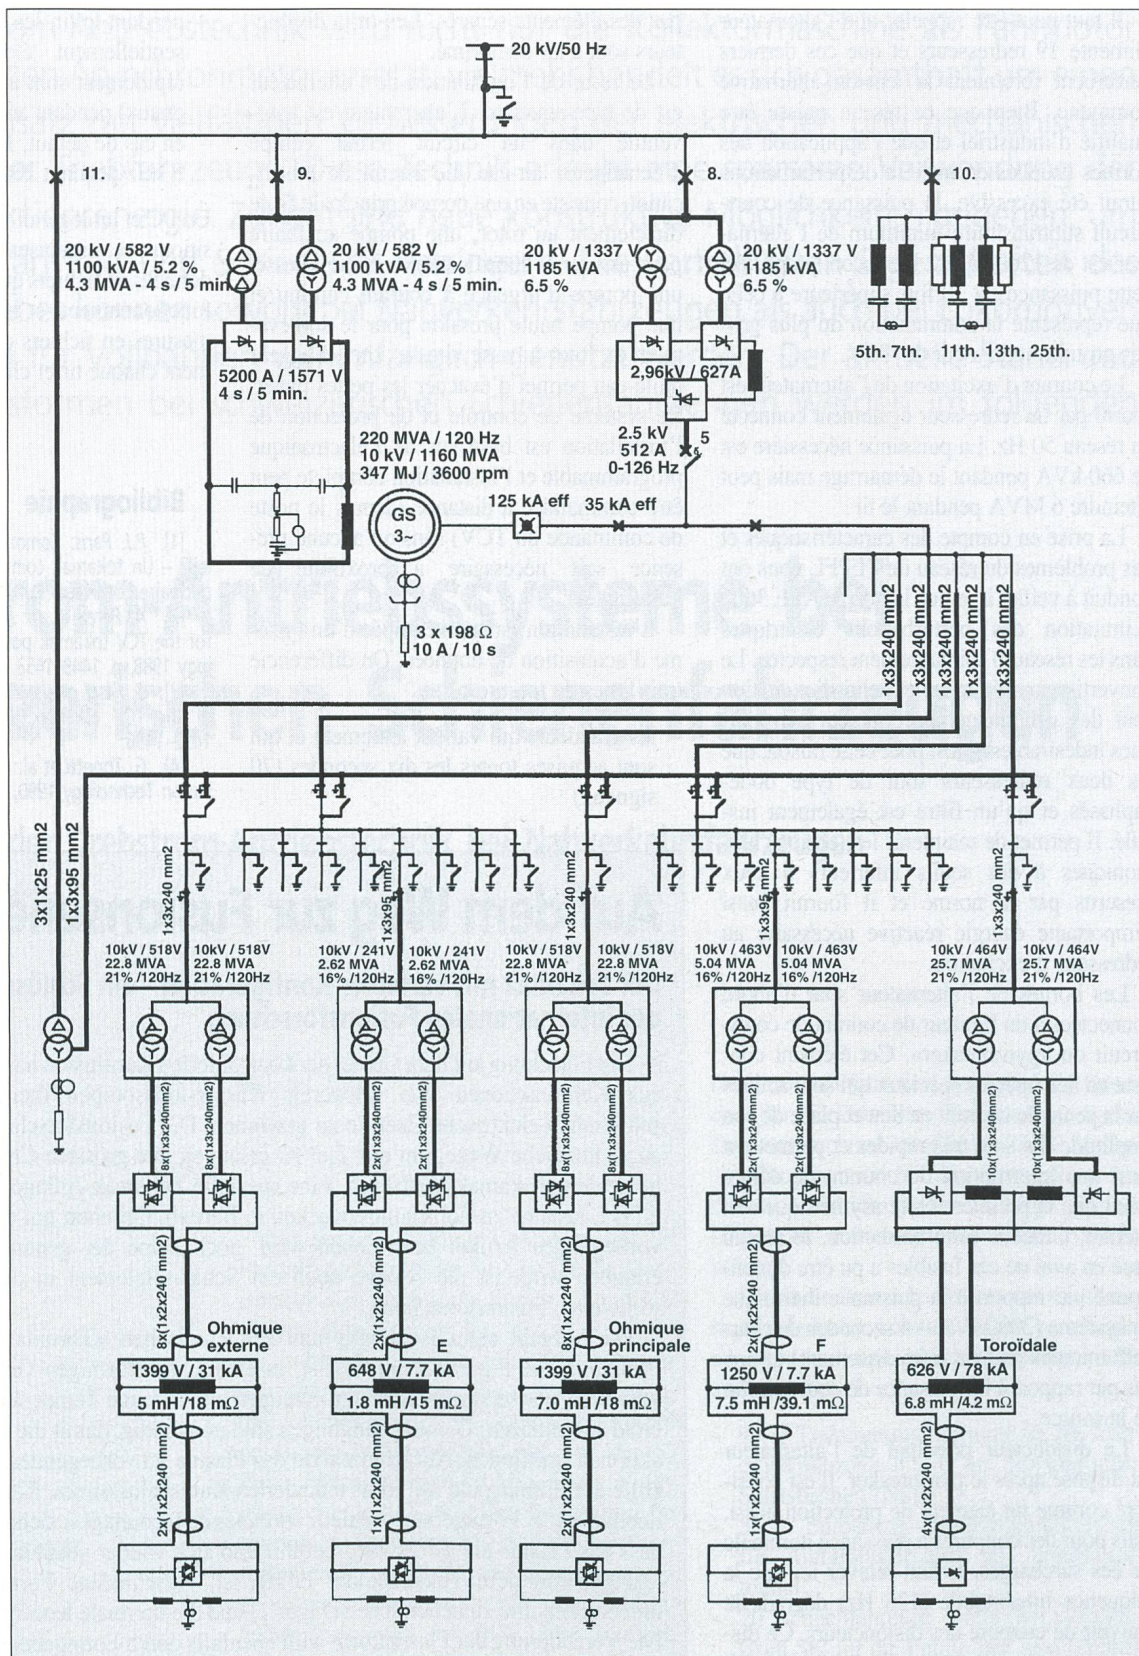 20 kV/50 Hz
11.
9.
8.
10.
20 kV / 582 V
1100 kVA / 5.2 %
4.3 MVA - 4 s / 5 min.
20 kV / 582 V
1100 kVA / 5.2 %
4.3 MVA - 4 s / 5 min.
20 kV / 1337 V
1185 kVA
6.5 %
20 kV / 1337 V
1185 kVA
6.5 %
5th. 7th. 11th. 13th. 25th.
5200 A / 1571 V
4 s / 5 min.
2,96kV / 627A
2.5 kV
512 A
0-126 Hz
5
220 MVA / 120 Hz
10 kV / 1160 MVA
347 MJ / 3600 rpm
GS
3~
125 kA eff
35 kA eff
3 x 198 Ω
10 A / 10 s
1x3x240 mm2
1x3x240 mm2
1x3x95 mm2
1x3x240 mm2
1x3x95 mm2
1x3x240 mm2
3x1x25 mm2
1x3x95 mm2
10kV / 518V
22.8 MVA
21% /120Hz
10kV / 518V
22.8 MVA
21% /120Hz
10kV / 241V
2.62 MVA
16% /120Hz
10kV / 241V
2.62 MVA
16% /120Hz
10kV / 518V
22.8 MVA
21% /120Hz
10kV / 518V
22.8 MVA
21% /120Hz
10kV / 463V
5.04 MVA
16% /120Hz
10kV / 463V
5.04 MVA
16% /120Hz
10kV / 464V
25.7 MVA
21% /120Hz
10kV / 464V
25.7 MVA
21% /120Hz
8x(1x3x240mm2)
8x(1x3x240mm2)
2x(1x3x240mm2)
2x(1x3x240mm2)
8x(1x3x240mm2)
8x(1x3x240mm2)
2x(1x3x240mm2)
2x(1x3x240mm2)
10x(1x3x240mm2)
10x(1x3x240mm2)
8x(1x2x240 mm2)
2x(1x2x240 mm2)
8x(1x2x240 mm2)
2x(1x2x240 mm2)
Ohmique
externe
E
Ohmique
principale
F
Toroïdale
1399 V / 31 kA
5 mH /18 mΩ
648 V / 7.7 kA
1.8 mH/15 mΩ
1399 V / 31 kA
7.0 mH/18 mΩ
1250 V / 7.7 kA
7.5 mH/39.1 mΩ
626 V / 78 kA
6.8 mH/4.2 mΩ
2x(1x2x240 mm2)
1x(1x2x240 mm2)
2x(1x2x240 mm2)
1x(1x2x240 mm2)
4x(1x2x240 mm2)